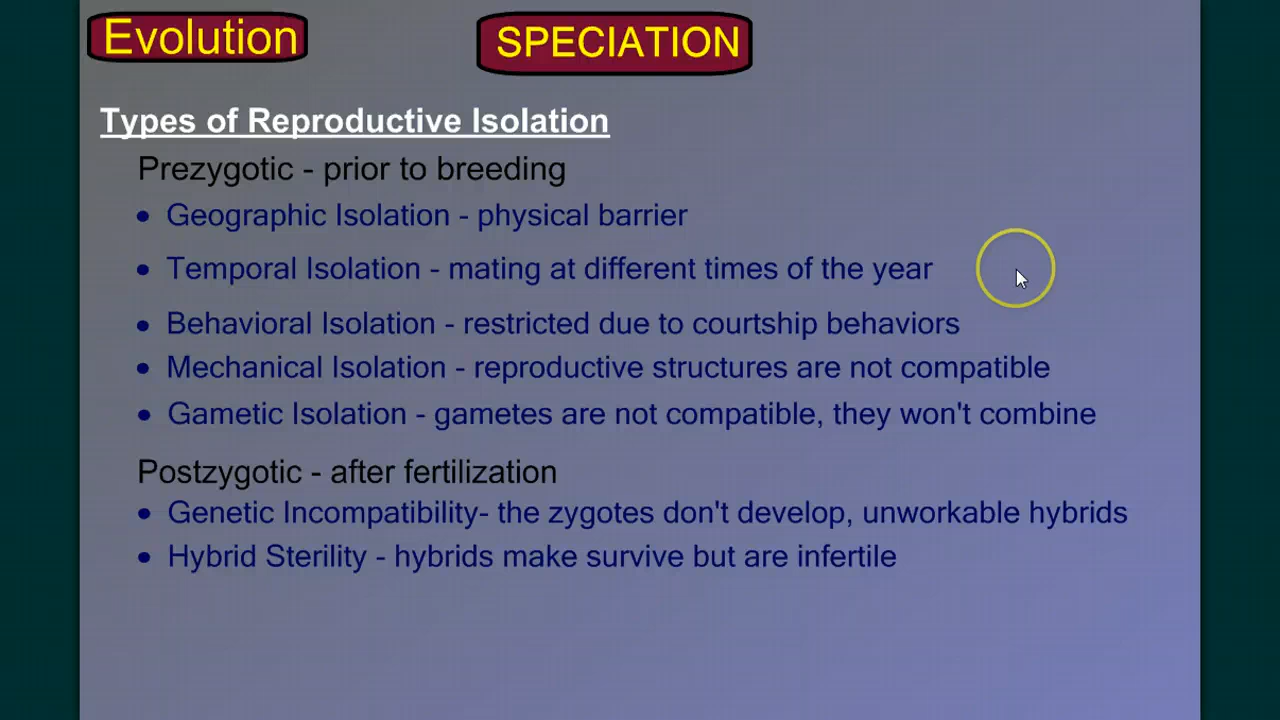 Evolution
SPECIATION
Types of Reproductive Isolation
Prezygotic - prior to breeding
• Geographic Isolation - physical barrier
• Temporal Isolation - mating at different times of the year
• Behavioral Isolation - restricted due to courtship behaviors
• Mechanical Isolation - reproductive structures are not compatible
• Gametic Isolation - gametes are not compatible, they won't combine
Postzygotic - after fertilization
• Genetic Incompatibility- the zygotes don't develop, unworkable hybrids
• Hybrid Sterility - hybrids make survive but are infertile